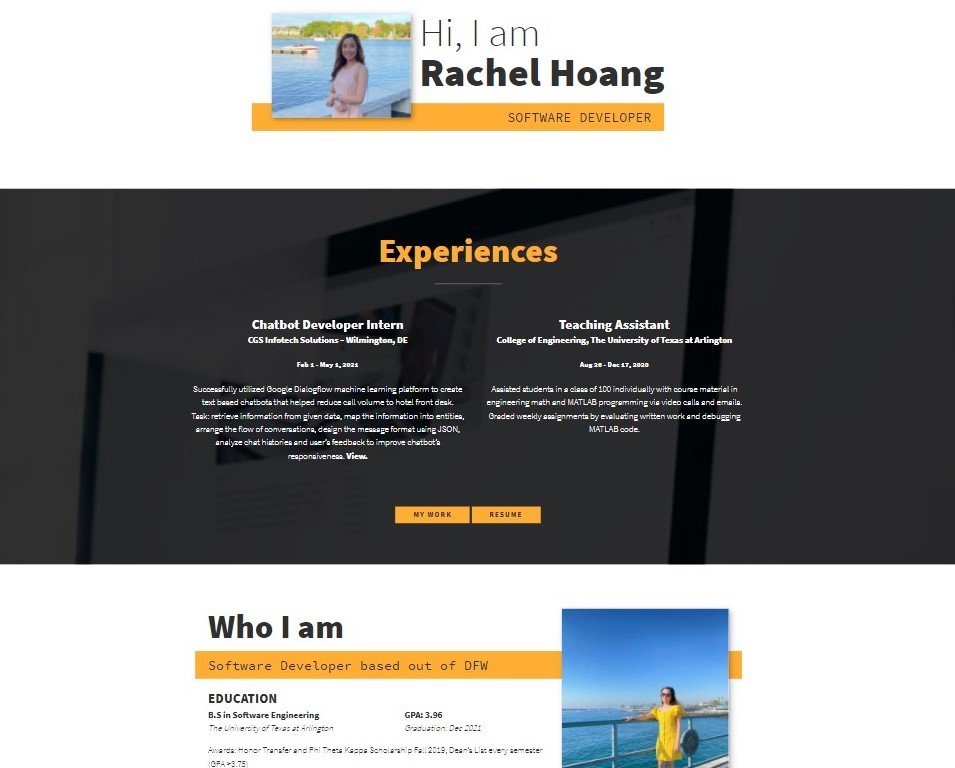 Hi, I am
Rachel Hoang
SOFTWARE DEVELOPER
Experiences
Chatbot Developer Intern
CGS Infotech Solutions – Wilmington, DE
Feb 1 - May 1, 2021
Successfully utilized Google Dialogflow machine learning platform to create
text based chatbots that helped reduce call volume to hotel front desk.
Task: retrieve information from given data, map the information into entities,
arrange the flow of conversations, design the message format using JSON,
analyze chat histories and user's feedback to improve chatbot's
responsiveness. View.
Teaching Assistant
College of Engineering, The University of Texas at Arlington
Aug 26 - Dec 17, 2020
Assisted students in a class of 100 individually with course material in
engineering math and MATLAB programming via video calls and emails.
Graded weekly assignments by evaluating written work and debugging
MATLAB code.
MY WORK
RESUME
Who I am
Software Developer based out of DFW
EDUCATION
B.S in Software Engineering
GPA: 3.96
The University of Texas at Arlington
Graduation: Dec 2021
Awards: Honor Transfer and Phi Theta Kappa Scholarship Fall 2019, Dean's List every semester
(GPA >3.75)